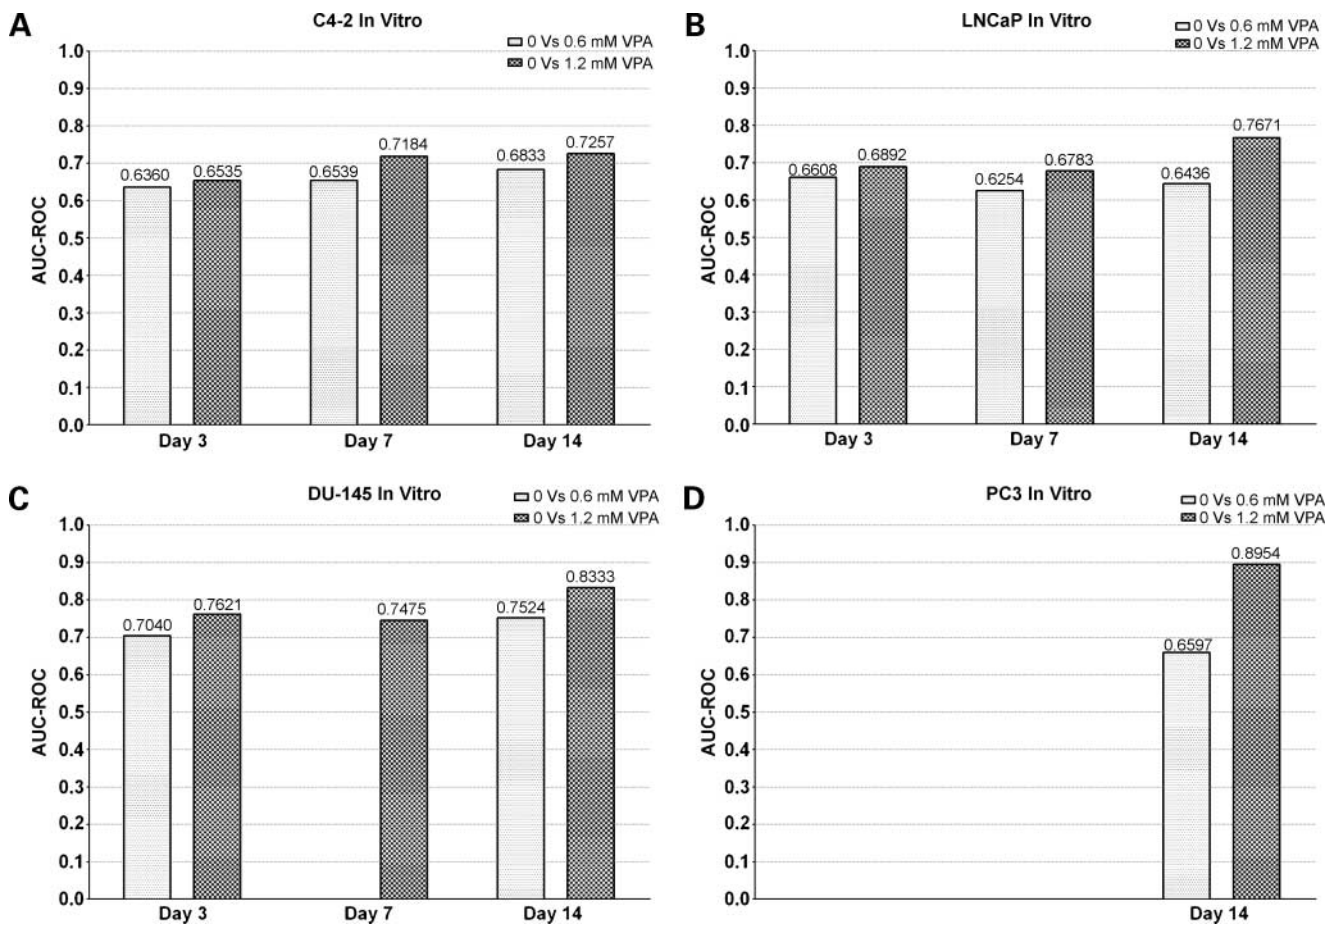 A
C4-2 In Vitro
0 Vs 0.6 mM VPA
0 Vs 1.2 mM VPA
AUC-ROC
1.0
0.9
0.8
0.7
0.6
0.5
0.4
0.3
0.2
0.1
0.0
0.6360
0.6535
0.6539
0.7184
0.6833
0.7257
Day 3
Day 7
Day 14
B
LNCaP In Vitro
0 Vs 0.6 mM VPA
0 Vs 1.2 mM VPA
AUC-ROC
1.0
0.9
0.8
0.7
0.6
0.5
0.4
0.3
0.2
0.1
0.0
0.6608
0.6892
0.6254
0.6783
0.6436
0.7671
Day 3
Day 7
Day 14
C
DU-145 In Vitro
0 Vs 0.6 mM VPA
0 Vs 1.2 mM VPA
AUC-ROC
1.0
0.9
0.8
0.7
0.6
0.5
0.4
0.3
0.2
0.1
0.0
0.7040
0.7621
0.7475
0.7524
0.8333
Day 3
Day 7
Day 14
D
PC3 In Vitro
0 Vs 0.6 mM VPA
0 Vs 1.2 mM VPA
AUC-ROC
1.0
0.9
0.8
0.7
0.6
0.5
0.4
0.3
0.2
0.1
0.0
0.6597
0.8954
Day 14